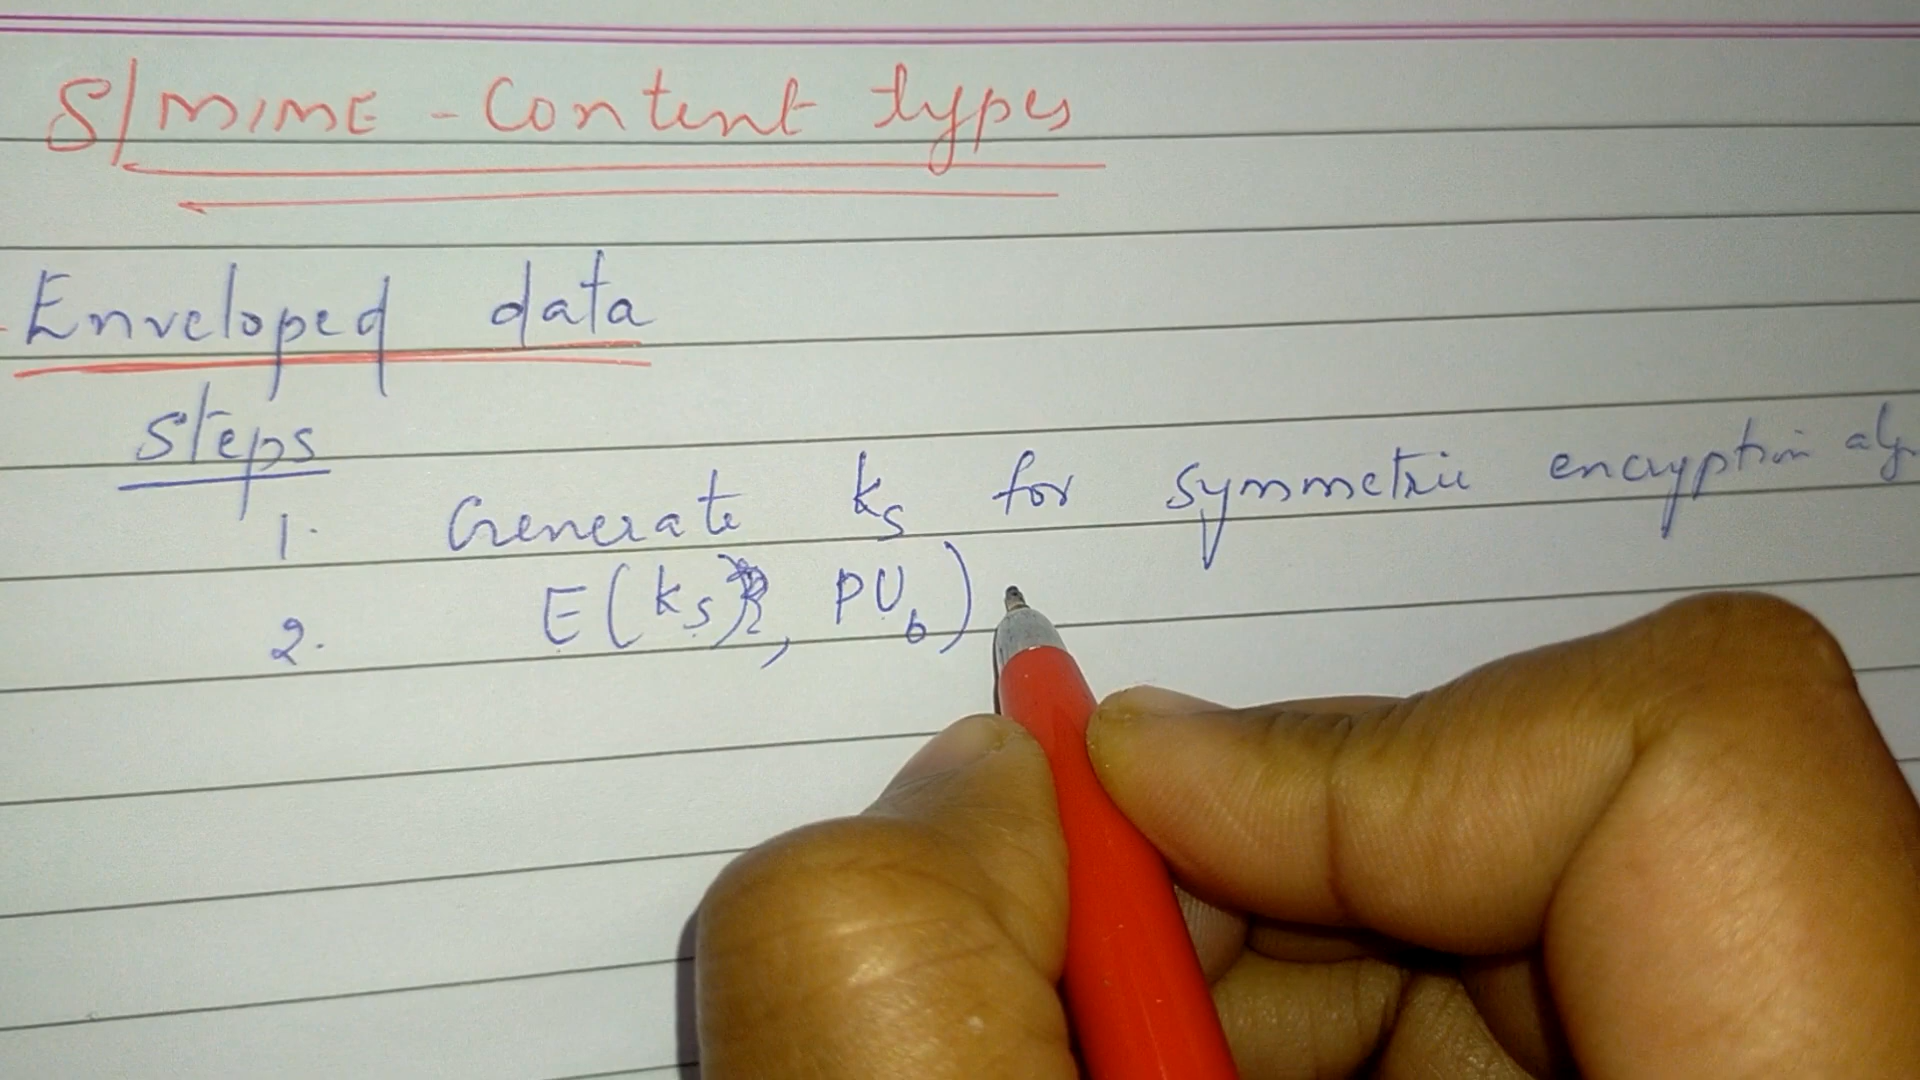 S/MIME - Content types
Enveloped data
Steps
1. Generate ks for symmetric encryption alg
2. E(ks, PUb)